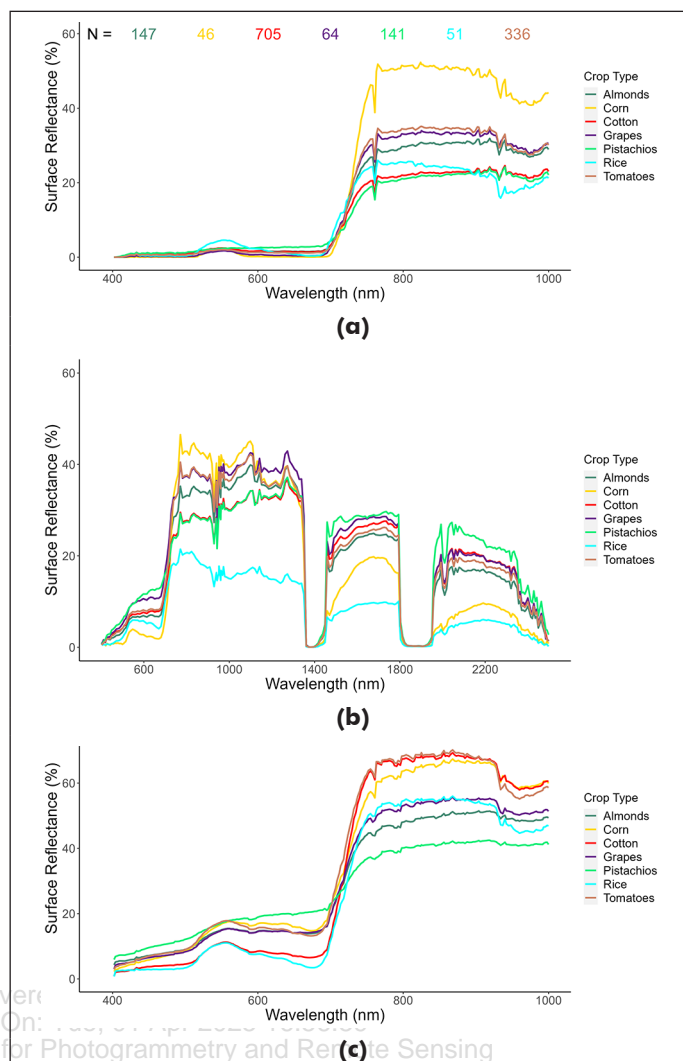 60
N = 147 46 705 64 141 51 336
40
20
0
Surface Reflectance (%)
400 600 800 1000
Wavelength (nm)
Crop Type
Almonds
Corn
Cotton
Grapes
Pistachios
Rice
Tomatoes
(a)
60
40
20
0
Surface Reflectance (%)
600 1000 1400 1800 2200
Wavelength (nm)
Crop Type
Almonds
Corn
Cotton
Grapes
Pistachios
Rice
Tomatoes
(b)
60
40
20
0
Surface Reflectance (%)
400 600 800 1000
Wavelength (nm)
Crop Type
Almonds
Corn
Cotton
Grapes
Pistachios
Rice
Tomatoes
On:
for Photogrammetry and Remote Sensing
(c)